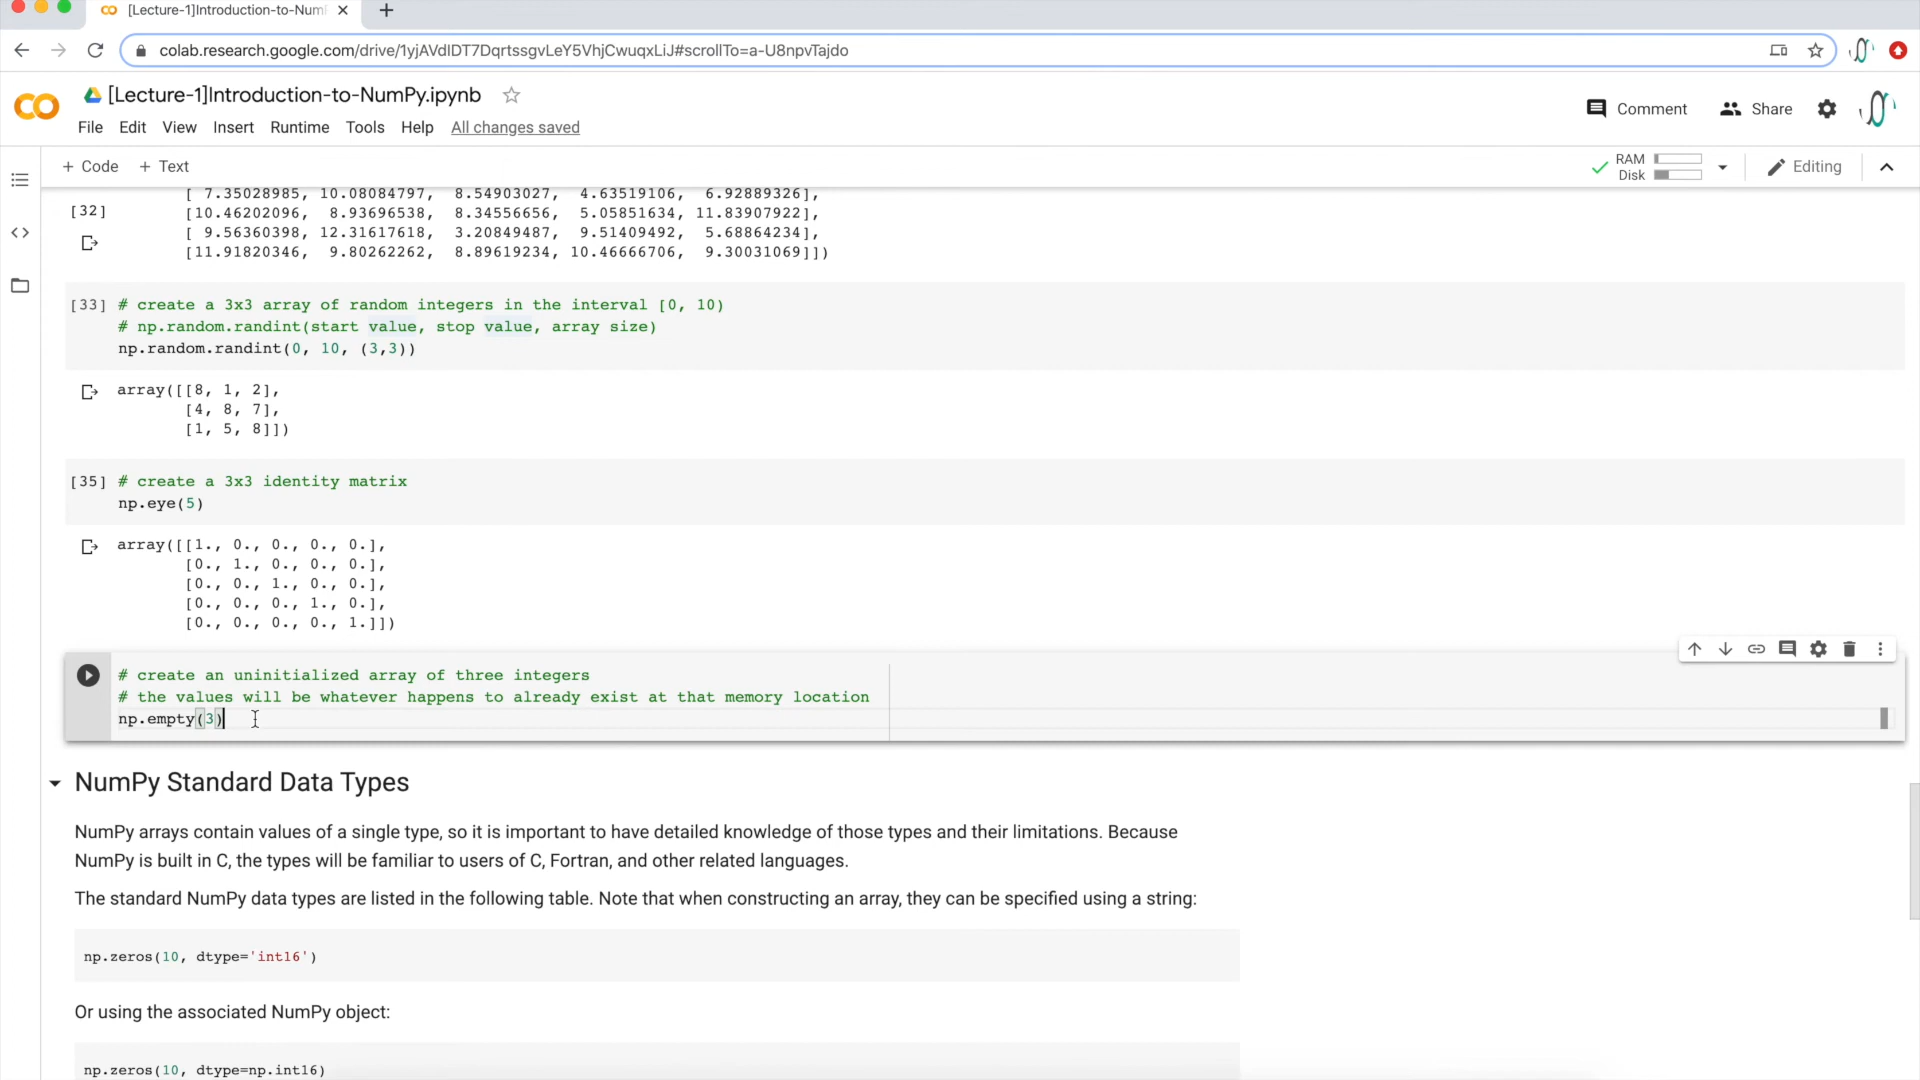 [Lecture-1]Introduction-to-NumP
colab.research.google.com/drive/1yjAVdIDT7DqrtssgvLeY5VhjCwuqxLiJ#scrollTo=a-U8npvTajdo
[Lecture-1]Introduction-to-NumPy.ipynb
Comment Share
File Edit View Insert Runtime Tools Help All changes saved
+ Code + Text
RAM
Disk
Editing
[ 7.35028985, 10.08084797, 8.54903027, 4.63519106, 6.92889326],
[32] [10.46202096, 8.93696538, 8.34556656, 5.05851634, 11.83907922],
[ 9.56360398, 12.31617618, 3.20849487, 9.51409492, 5.68864234],
[11.91820346, 9.80262262, 8.89619234, 10.46666706, 9.30031069]])
[33] # create a 3x3 array of random integers in the interval [0, 10)
# np.random.randint(start value, stop value, array size)
np.random.randint(0, 10, (3,3))
array([[8, 1, 2],
[4, 8, 7],
[1, 5, 8]])
[35] # create a 3x3 identity matrix
np.eye(5)
array([[1., 0., 0., 0., 0.],
[0., 1., 0., 0., 0.],
[0., 0., 1., 0., 0.],
[0., 0., 0., 1., 0.],
[0., 0., 0., 0., 1.]])
# create an uninitialized array of three integers
# the values will be whatever happens to already exist at that memory location
np.empty(3)
NumPy Standard Data Types
NumPy arrays contain values of a single type, so it is important to have detailed knowledge of those types and their limitations. Because
NumPy is built in C, the types will be familiar to users of C, Fortran, and other related languages.
The standard NumPy data types are listed in the following table. Note that when constructing an array, they can be specified using a string:
np.zeros(10, dtype='int16')
Or using the associated NumPy object:
np.zeros(10, dtype=np.int16)